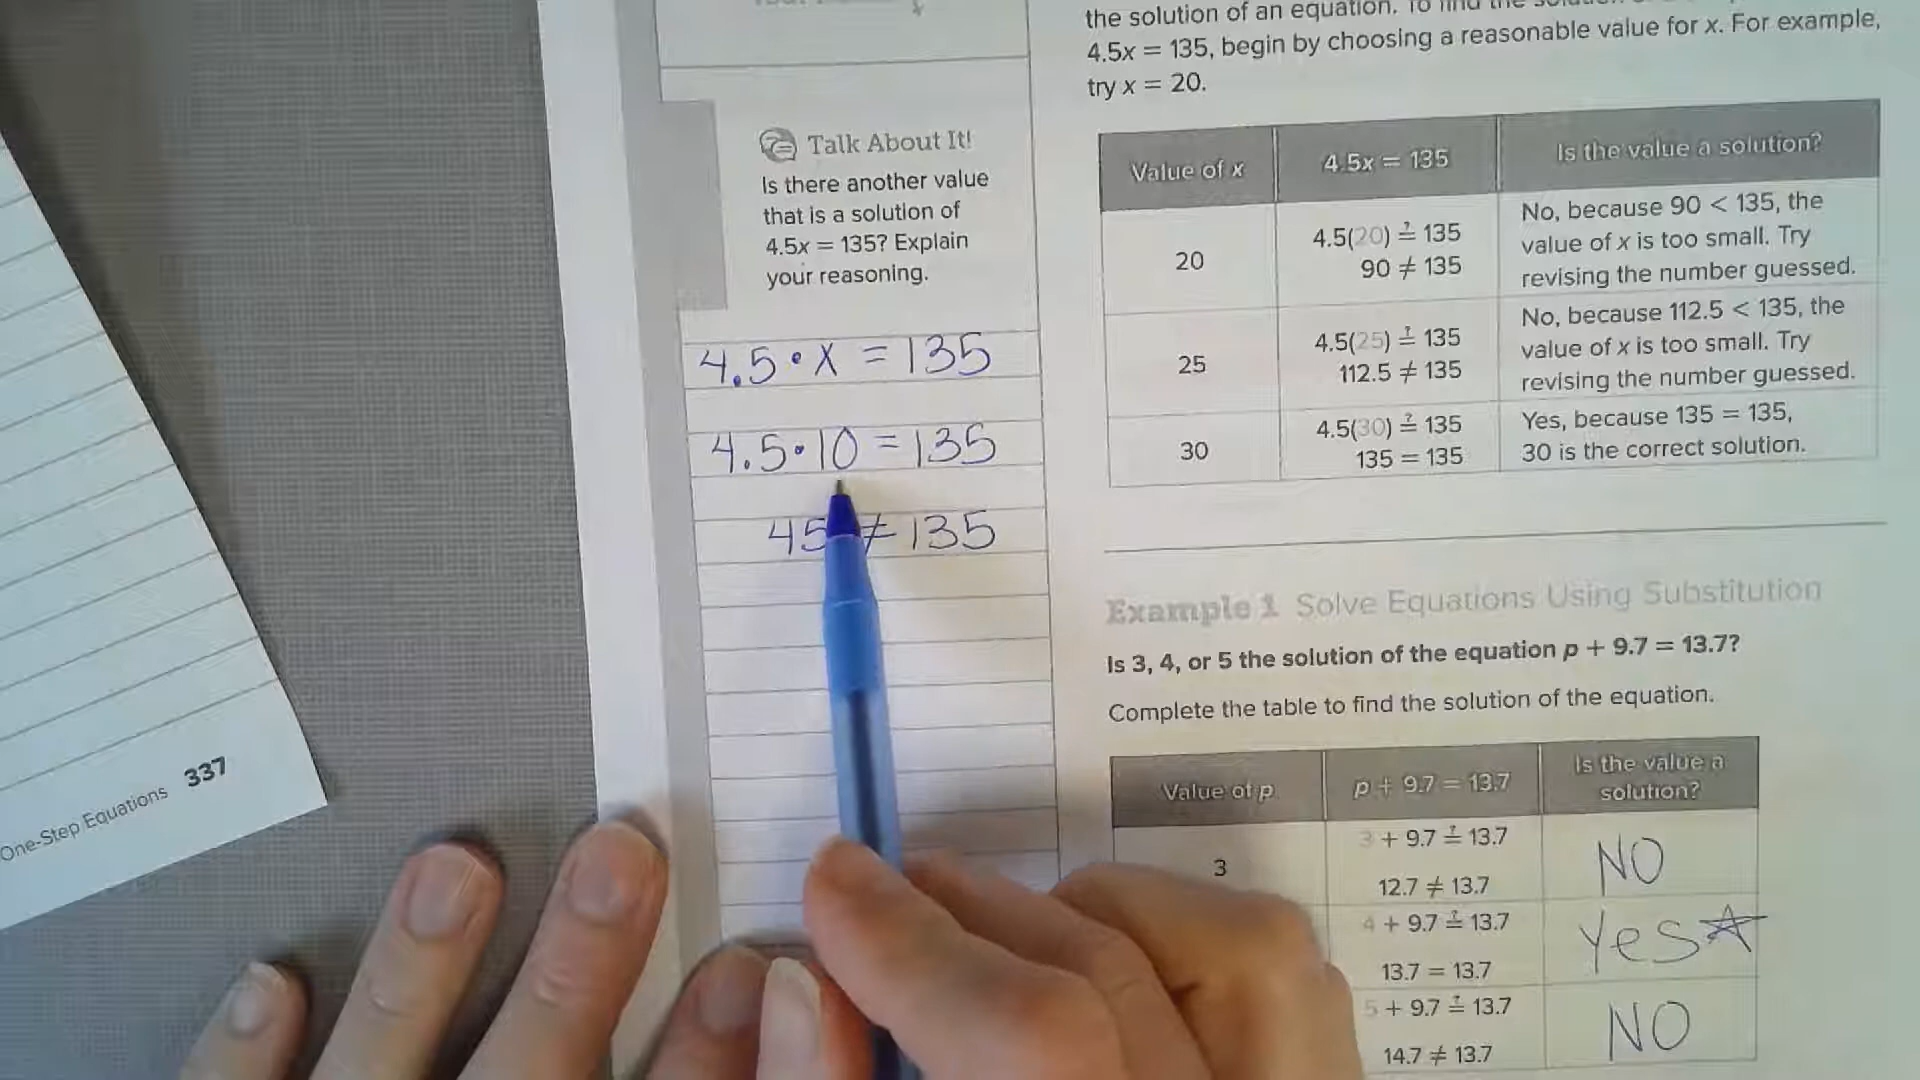 the solution of an equation. To find the
4.5x = 135, begin by choosing a reasonable value for x. For example,
try x = 20.
Talk About It!
Is there another value
that is a solution of
4.5x = 135? Explain
your reasoning.
4.5 • x = 135
4.5 • 10 = 135
45 ≠ 135
Value of x
4.5x = 135
Is the value a solution?
20
4.5(20) ≟ 135
90 ≠ 135
No, because 90 < 135, the
value of x is too small. Try
revising the number guessed.
25
4.5(25) ≟ 135
112.5 ≠ 135
No, because 112.5 < 135, the
value of x is too small. Try
revising the number guessed.
30
4.5(30) ≟ 135
135 = 135
Yes, because 135 = 135,
30 is the correct solution.
Example 1 Solve Equations Using Substitution
Is 3, 4, or 5 the solution of the equation p + 9.7 = 13.7?
Complete the table to find the solution of the equation.
Value of p
p + 9.7 = 13.7
Is the value a
solution?
3
3 + 9.7 ≟ 13.7
12.7 ≠ 13.7
NO
4 + 9.7 ≟ 13.7
13.7 = 13.7
Yes
5 + 9.7 ≟ 13.7
14.7 ≠ 13.7
NO
One-Step Equations 337